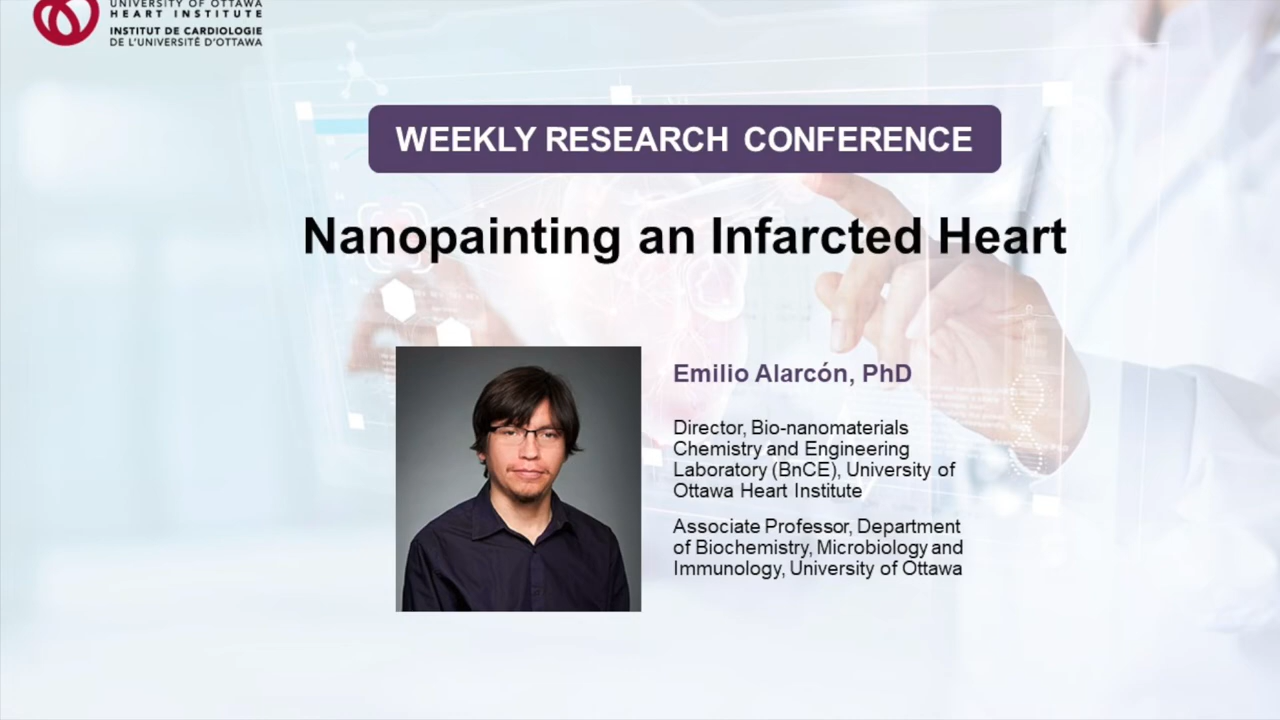 UNIVERSITY OF OTTAWA
HEART INSTITUTE
INSTITUT DE CARDIOLOGIE
DE L'UNIVERSITÉ D'OTTAWA
WEEKLY RESEARCH CONFERENCE
Nanopainting an Infarcted Heart
Emilio Alarcón, PhD
Director, Bio-nanomaterials
Chemistry and Engineering
Laboratory (BnCE), University of
Ottawa Heart Institute
Associate Professor, Department
of Biochemistry, Microbiology and
Immunology, University of Ottawa